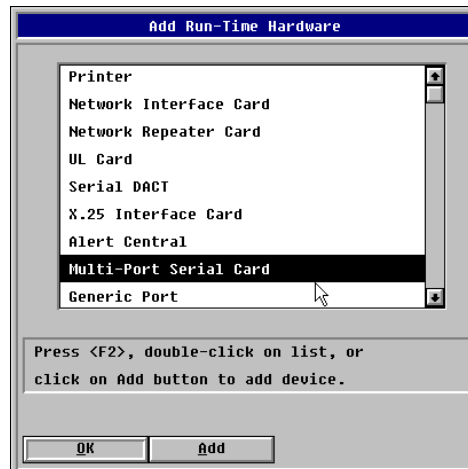 Add Run-Time Hardware
Printer
Network Interface Card
Network Repeater Card
UL Card
Serial DACT
X.25 Interface Card
Alert Central
Multi-Port Serial Card
Generic Port
Press <F2>, double-click on list, or
click on Add button to add device.
OK
Add